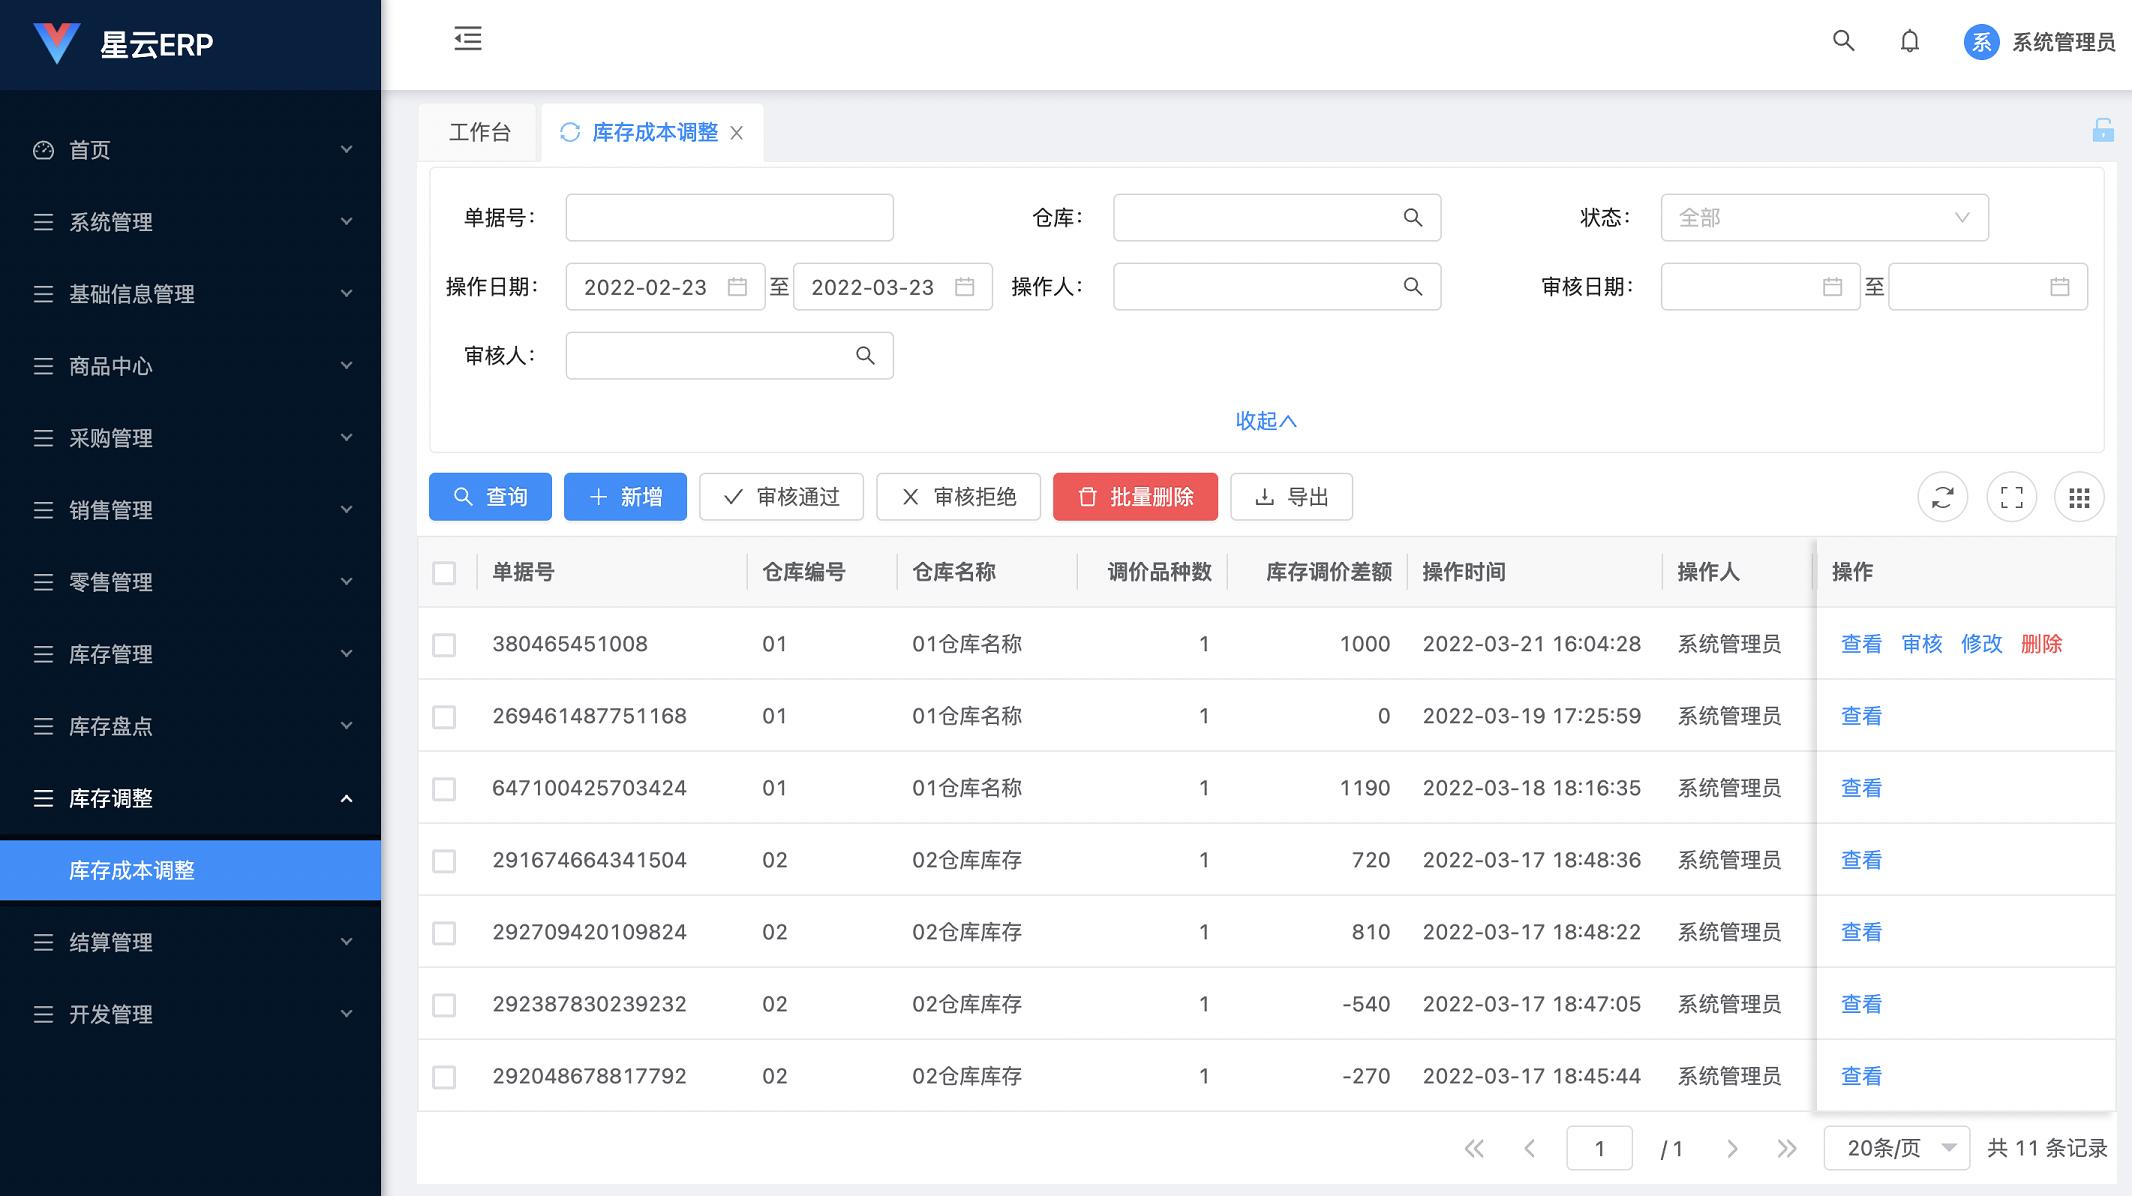 星云ERP
首页
系统管理
基础信息管理
商品中心
采购管理
销售管理
零售管理
库存管理
库存盘点
库存调整
库存成本调整
结算管理
开发管理
系 系统管理员
工作台 库存成本调整
单据号: 仓库: 状态: 全部
操作日期: 2022-02-23 至 2022-03-23 操作人: 审核日期: 至
审核人:
收起
查询 新增 审核通过 审核拒绝 批量删除 导出
单据号 仓库编号 仓库名称 调价品种数 库存调价差额 操作时间 操作人 操作
380465451008 01 01仓库名称 1 1000 2022-03-21 16:04:28 系统管理员 查看 审核 修改 删除
269461487751168 01 01仓库名称 1 0 2022-03-19 17:25:59 系统管理员 查看
647100425703424 01 01仓库名称 1 1190 2022-03-18 18:16:35 系统管理员 查看
291674664341504 02 02仓库库存 1 720 2022-03-17 18:48:36 系统管理员 查看
292709420109824 02 02仓库库存 1 810 2022-03-17 18:48:22 系统管理员 查看
292387830239232 02 02仓库库存 1 -540 2022-03-17 18:47:05 系统管理员 查看
292048678817792 02 02仓库库存 1 -270 2022-03-17 18:45:44 系统管理员 查看
1 / 1 20条/页 共 11 条记录